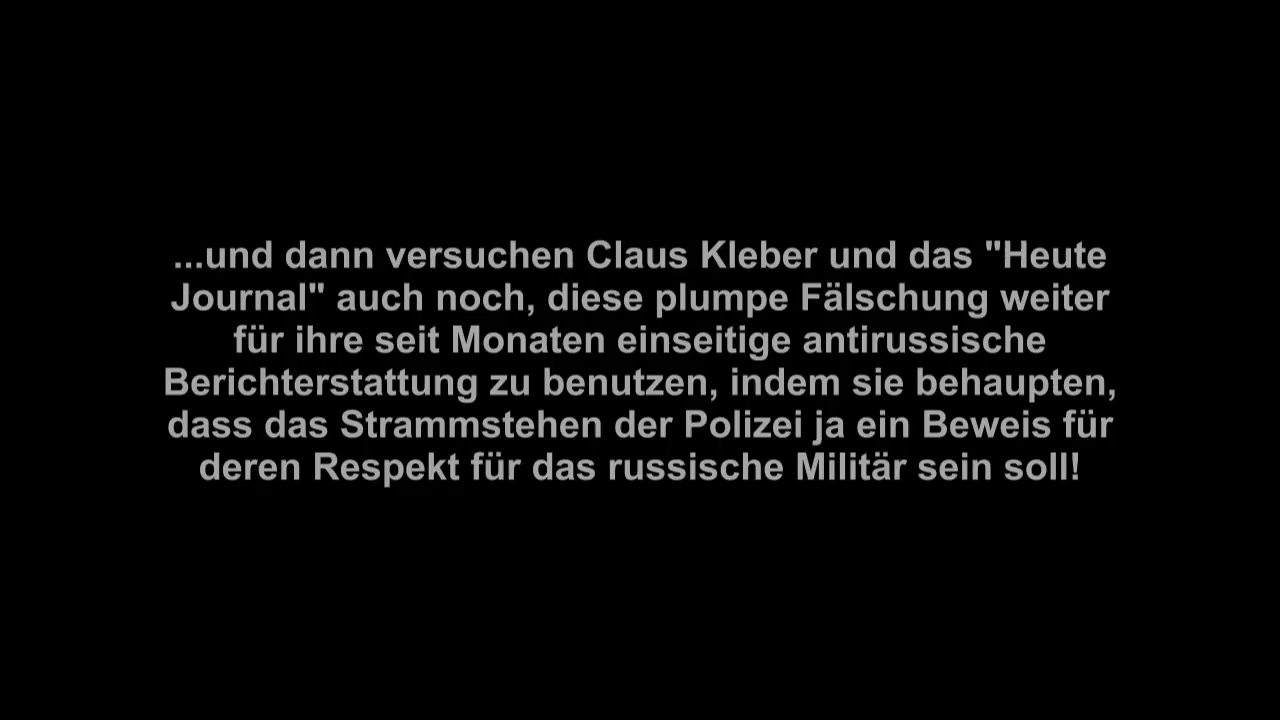 ...und dann versuchen Claus Kleber und das "Heute
Journal" auch noch, diese plumpe Fälschung weiter
für ihre seit Monaten einseitige antirussische
Berichterstattung zu benutzen, indem sie behaupten,
dass das Strammstehen der Polizei ja ein Beweis für
deren Respekt für das russische Militär sein soll!